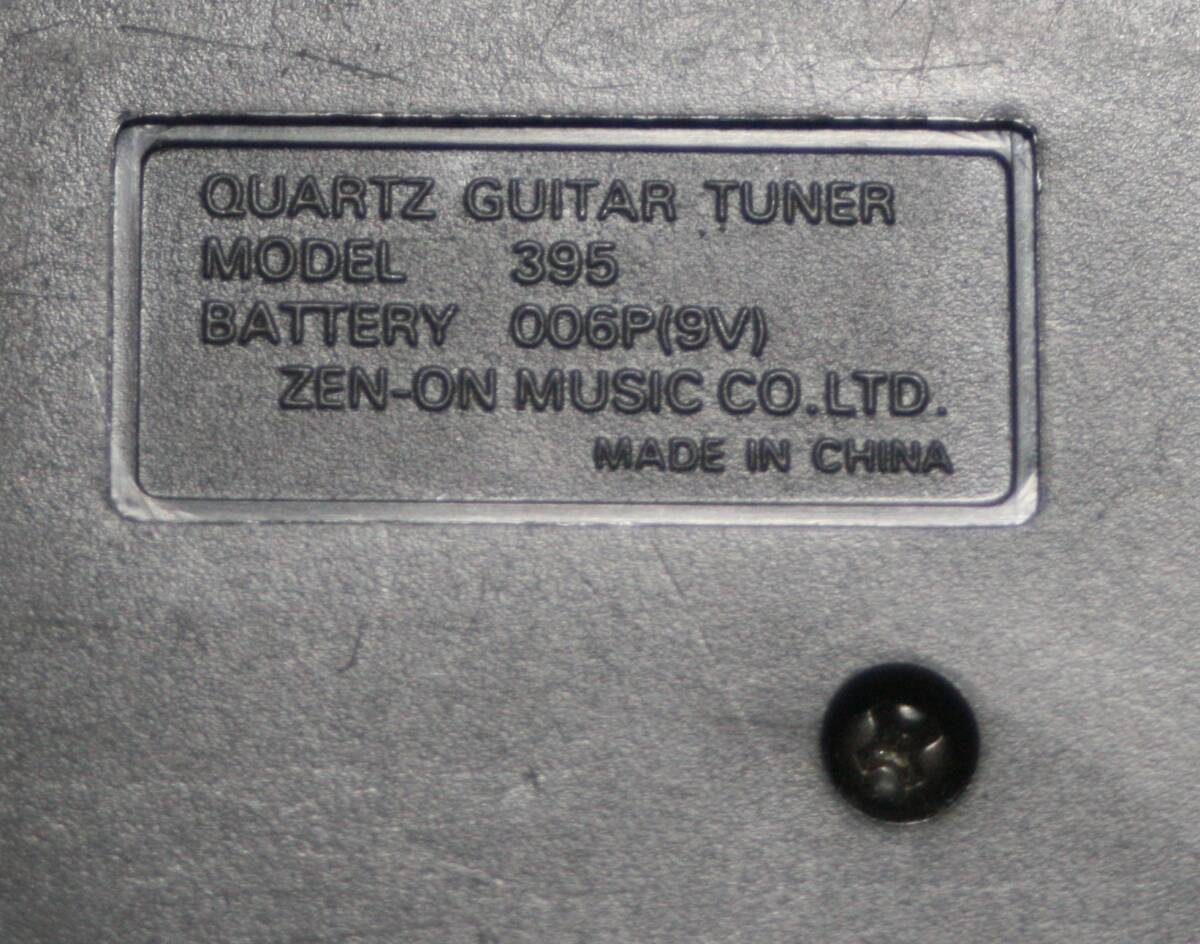 QUARTZ GUITAR TUNER
MODEL 395
BATTERY 006P(9V)
ZEN-ON MUSIC CO.LTD.
MADE IN CHINA